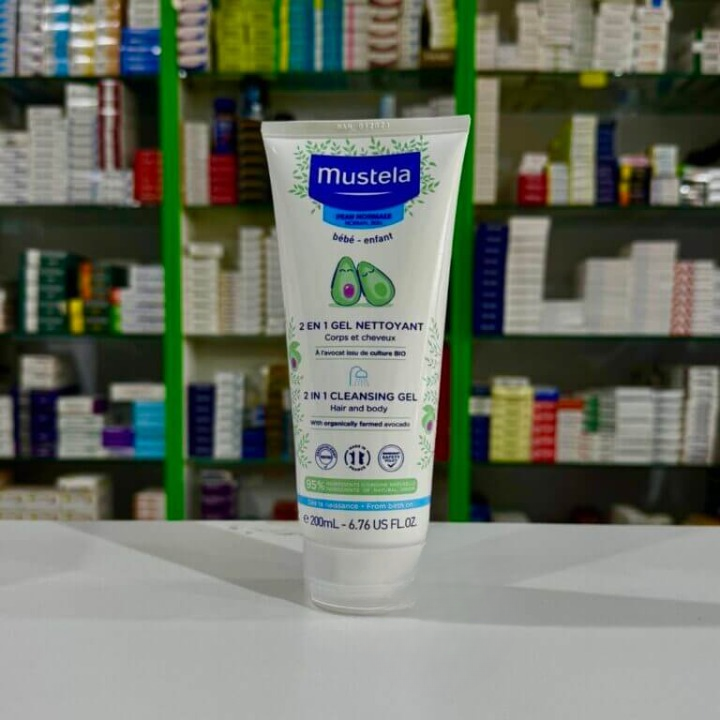 mustela
PEAU NORMALE
NORMAL SKIN
bébé - enfant
2 EN 1 GEL NETTOYANT
Corps et cheveux
À l'avocat issu de culture BIO
2 IN 1 CLEANSING GEL
Hair and body
With organically farmed avocado
95%
Dès la naissance • From birth on
e 200mL - 6.76 US FL.OZ.